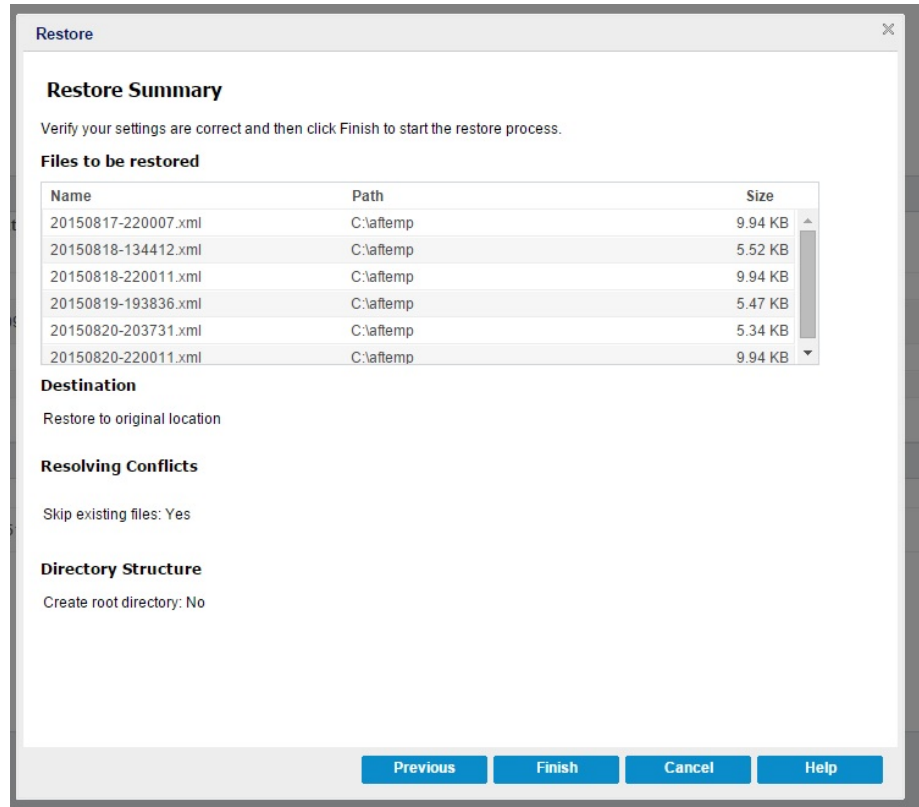 Restore
Restore Summary
Verify your settings are correct and then click Finish to start the restore process.
Files to be restored
Name Path Size
20150817-220007.xml C:\aftemp 9.94 KB
20150818-134412.xml C:\aftemp 5.52 KB
20150818-220011.xml C:\aftemp 9.94 KB
20150819-193836.xml C:\aftemp 5.47 KB
20150820-203731.xml C:\aftemp 5.34 KB
20150820-220011.xml C:\aftemp 9.94 KB
Destination
Restore to original location
Resolving Conflicts
Skip existing files: Yes
Directory Structure
Create root directory: No
Previous Finish Cancel Help